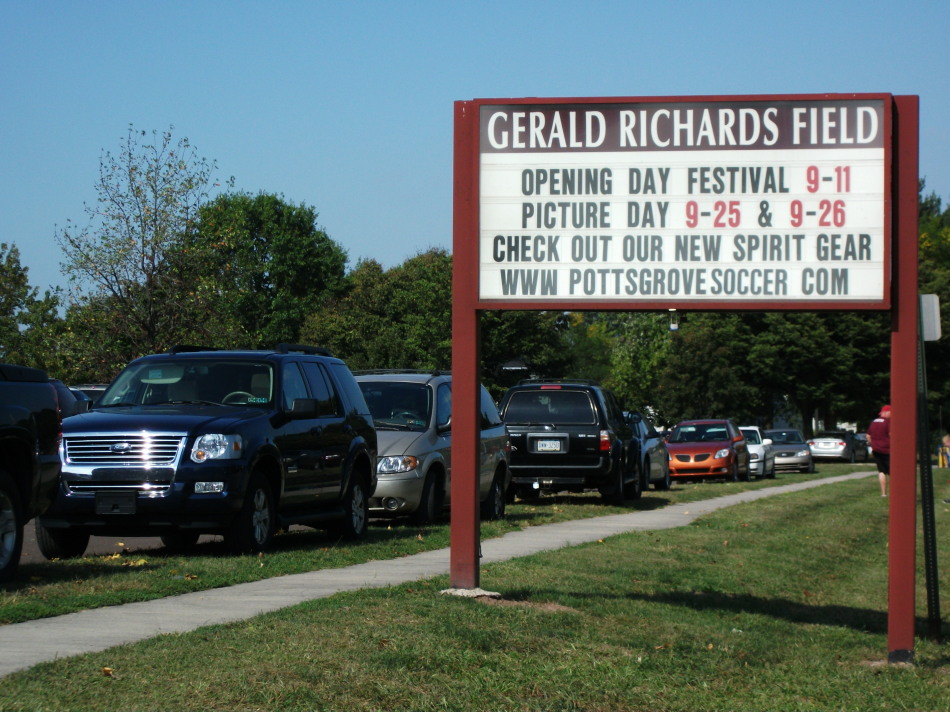 GERALD RICHARDS FIELD
OPENING DAY FESTIVAL 9-11
PICTURE DAY 9-25 & 9-26
CHECK OUT OUR NEW SPIRIT GEAR
WWW POTTSGROVESOCCER COM